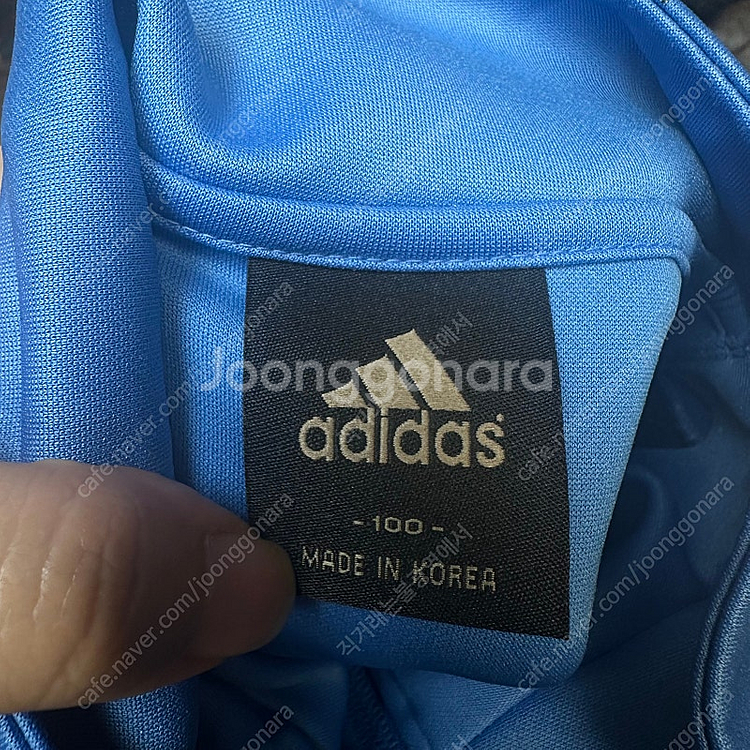 Joonggonara
adidas
-100-
MADE IN KOREA
cafe.naver.com/joonggonara